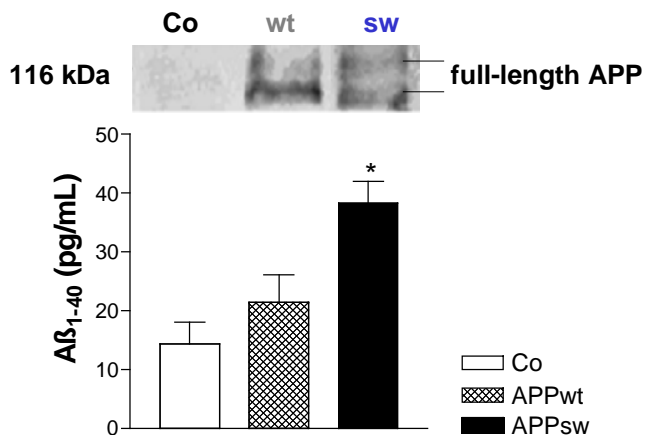 Co wt sw
116 kDa full-length APP
50
40
30
20
10
0
Aß1-40 (pg/mL)
*
Co
APPwt
APPsw